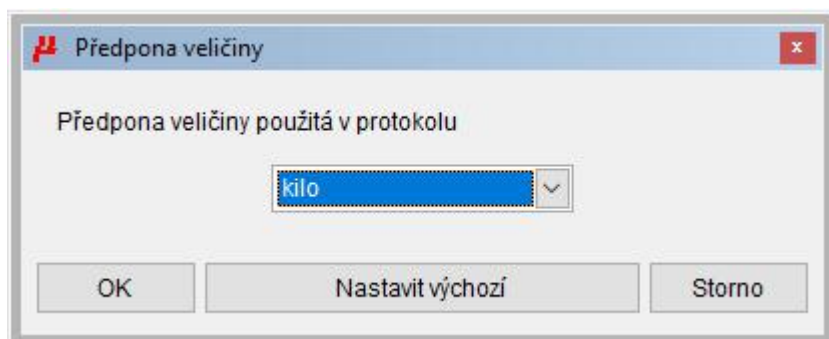 µ Předpona veličiny
Předpona veličiny použitá v protokolu
kilo
OK Nastavit výchozí Storno